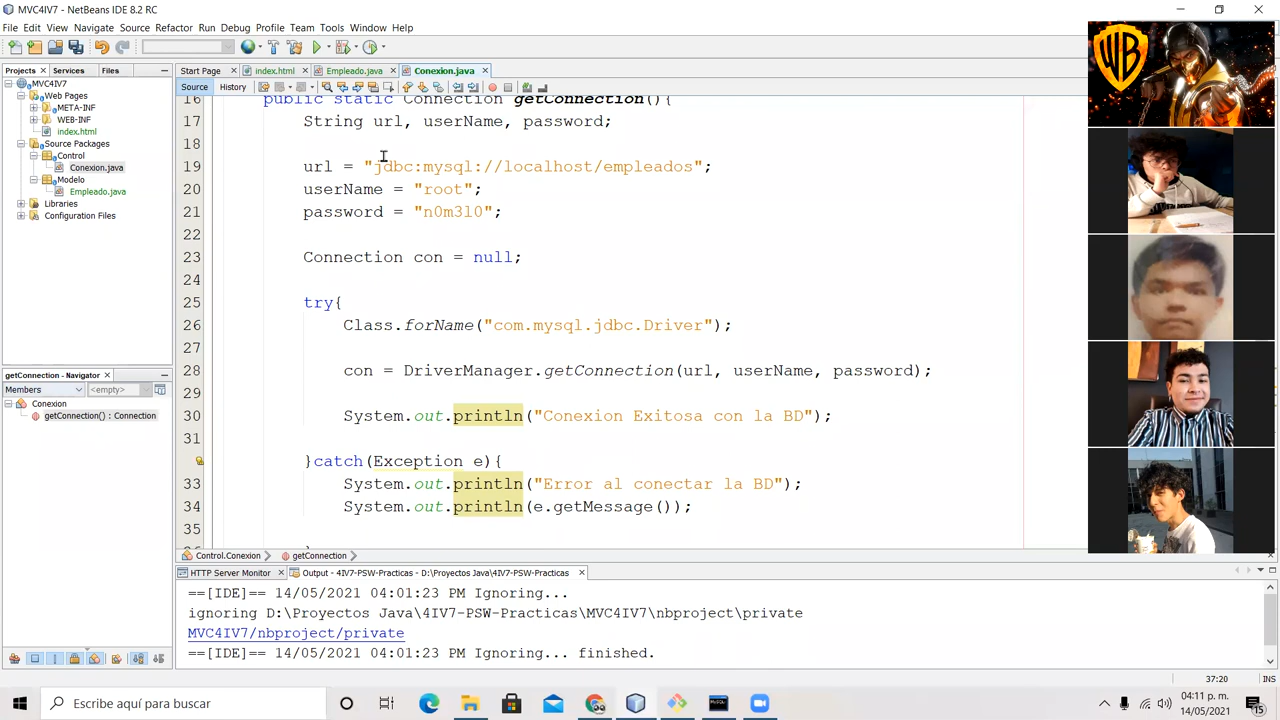 MVC4IV7 - NetBeans IDE 8.2 RC
File Edit View Navigate Source Refactor Run Debug Profile Team Tools Window Help
Projects Services Files
MVC4IV7
Web Pages
META-INF
WEB-INF
index.html
Source Packages
Control
Conexion.java
Modelo
Empleado.java
Libraries
Configuration Files
getConnection - Navigator
Members <empty>
Conexion
getConnection() : Connection
Start Page index.html Empleado.java Conexion.java
Source History
16 public static Connection getConnection(){
17 String url, userName, password;
18
19 url = "jdbc:mysql://localhost/empleados";
20 userName = "root";
21 password = "n0m3l0";
22
23 Connection con = null;
24
25 try{
26 Class.forName("com.mysql.jdbc.Driver");
27
28 con = DriverManager.getConnection(url, userName, password);
29
30 System.out.println("Conexion Exitosa con la BD");
31
}catch(Exception e){
33 System.out.println("Error al conectar la BD");
34 System.out.println(e.getMessage());
35
Control.Conexion getConnection
HTTP Server Monitor Output - 4IV7-PSW-Practicas - D:\Proyectos Java\4IV7-PSW-Practicas
==[IDE]== 14/05/2021 04:01:23 PM Ignoring...
ignoring D:\Proyectos Java\4IV7-PSW-Practicas\MVC4IV7\nbproject\private
MVC4IV7/nbproject/private
==[IDE]== 14/05/2021 04:01:23 PM Ignoring... finished.
37:20 INS
WB
Escribe aquí para buscar
04:11 p. m.
14/05/2021
15